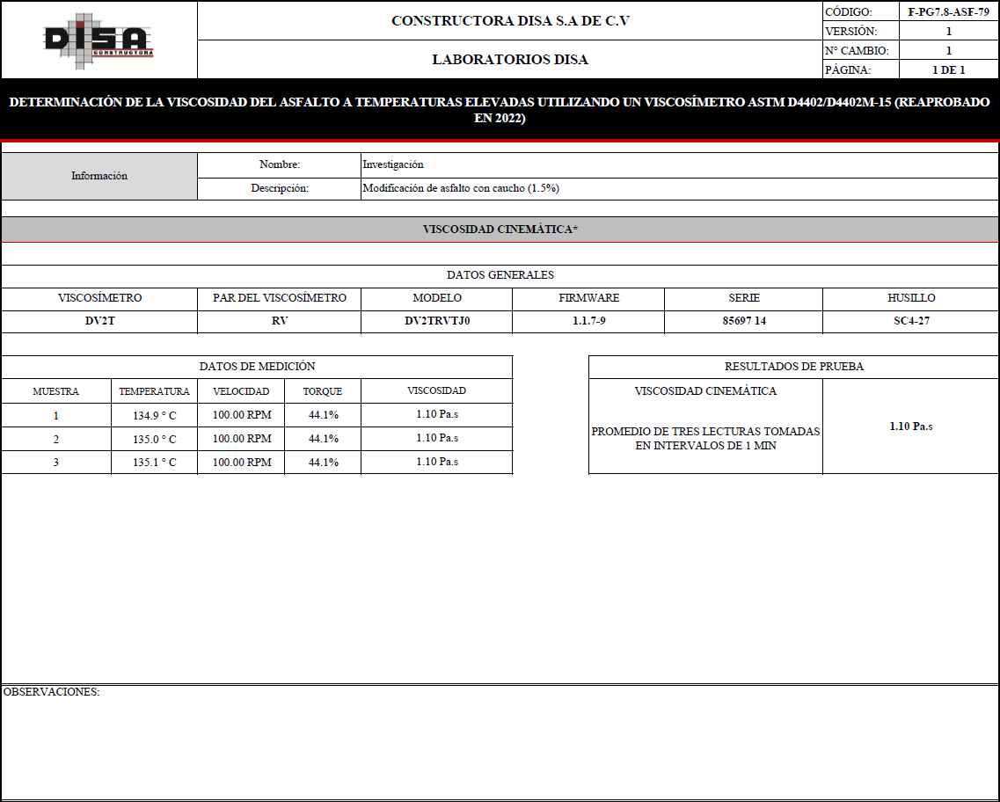 DISA
CONSTRUCTORA
CONSTRUCTORA DISA S.A DE C.V
LABORATORIOS DISA
CÓDIGO: F-PG7.8-ASF-79
VERSIÓN: 1
N° CAMBIO: 1
PÁGINA: 1 DE 1
DETERMINACIÓN DE LA VISCOSIDAD DEL ASFALTO A TEMPERATURAS ELEVADAS UTILIZANDO UN VISCOSÍMETRO ASTM D4402/D4402M-15 (REAPROBADO
EN 2022)
Información
Nombre: Investigación
Descripción: Modificación de asfalto con caucho (1.5%)
VISCOSIDAD CINEMÁTICA*
DATOS GENERALES
VISCOSÍMETRO PAR DEL VISCOSÍMETRO MODELO FIRMWARE SERIE HUSILLO
DV2T RV DV2TRVTJ0 1.1.7-9 85697 14 SC4-27
DATOS DE MEDICIÓN
MUESTRA TEMPERATURA VELOCIDAD TORQUE VISCOSIDAD
1 134.9 ° C 100.00 RPM 44.1% 1.10 Pa.s
2 135.0 ° C 100.00 RPM 44.1% 1.10 Pa.s
3 135.1 ° C 100.00 RPM 44.1% 1.10 Pa.s
RESULTADOS DE PRUEBA
VISCOSIDAD CINEMÁTICA
PROMEDIO DE TRES LECTURAS TOMADAS
EN INTERVALOS DE 1 MIN
1.10 Pa.s
OBSERVACIONES: